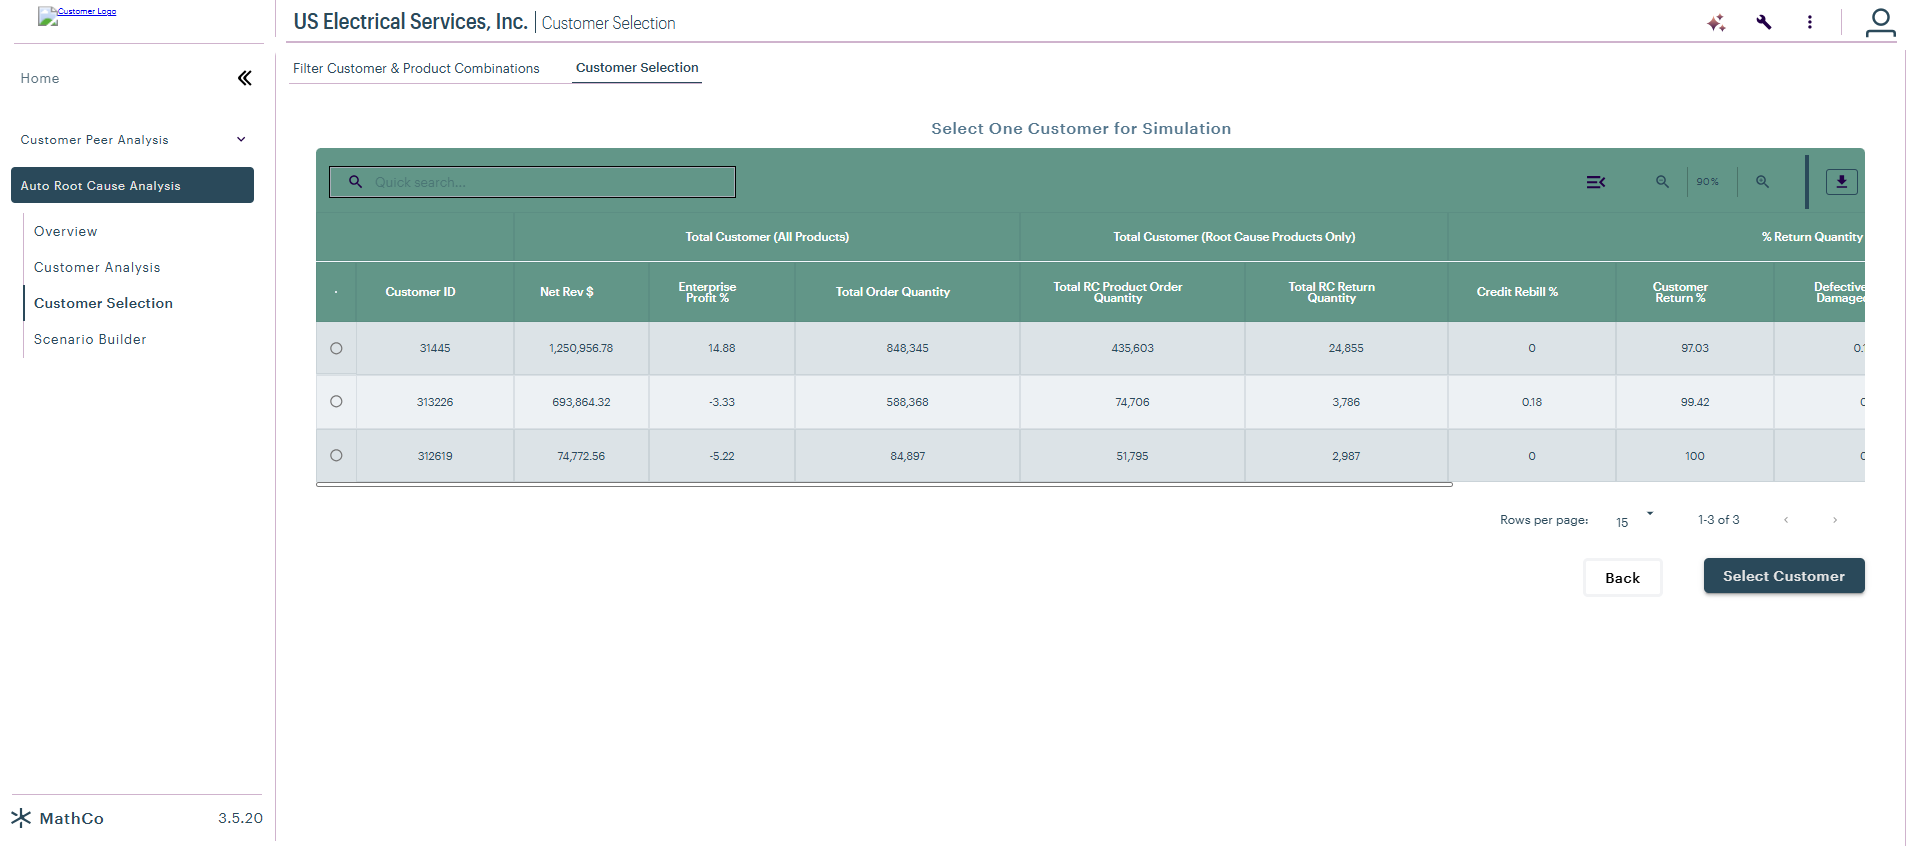 Customer Logo
US Electrical Services, Inc. | Customer Selection
Home
Filter Customer & Product Combinations
Customer Selection
Customer Peer Analysis
Auto Root Cause Analysis
Overview
Customer Analysis
Customer Selection
Scenario Builder
Select One Customer for Simulation
Quick search...
90%
Total Customer (All Products)
Total Customer (Root Cause Products Only)
% Return Quantity
Customer ID
Net Rev $
Enterprise
Profit %
Total Order Quantity
Total RC Product Order
Quantity
Total RC Return
Quantity
Credit Rebill %
Customer
Return %
Defective
Damaged
31445 1,250,956.78 14.88 848,345 435,603 24,855 0 97.03
313226 693,864.32 -3.33 588,368 74,706 3,786 0.18 99.42
312619 74,772.56 -5.22 84,897 51,795 2,987 0 100
Rows per page: 15 1-3 of 3
Back
Select Customer
MathCo 3.5.20